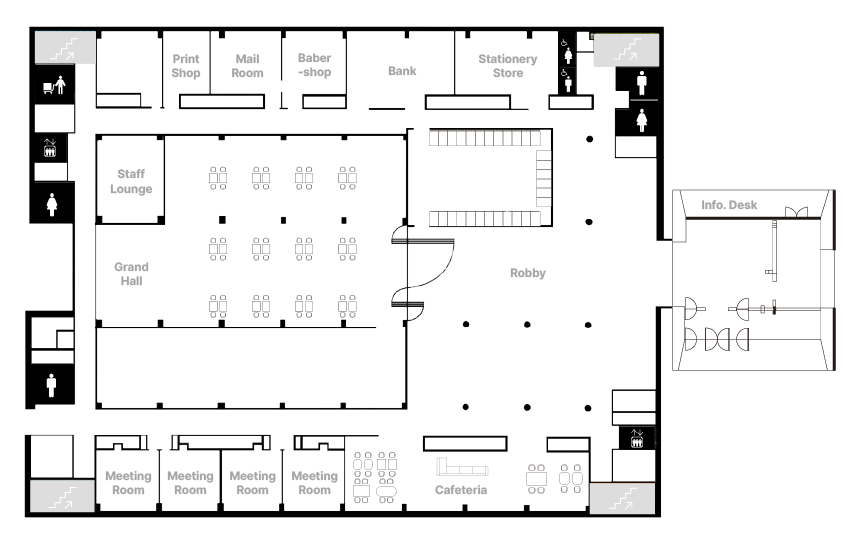 Print
Shop
Mail
Room
Baber
-shop
Bank
Stationery
Store
Staff
Lounge
Info. Desk
Grand
Hall
Robby
Meeting
Room
Meeting
Room
Meeting
Room
Meeting
Room
Cafeteria